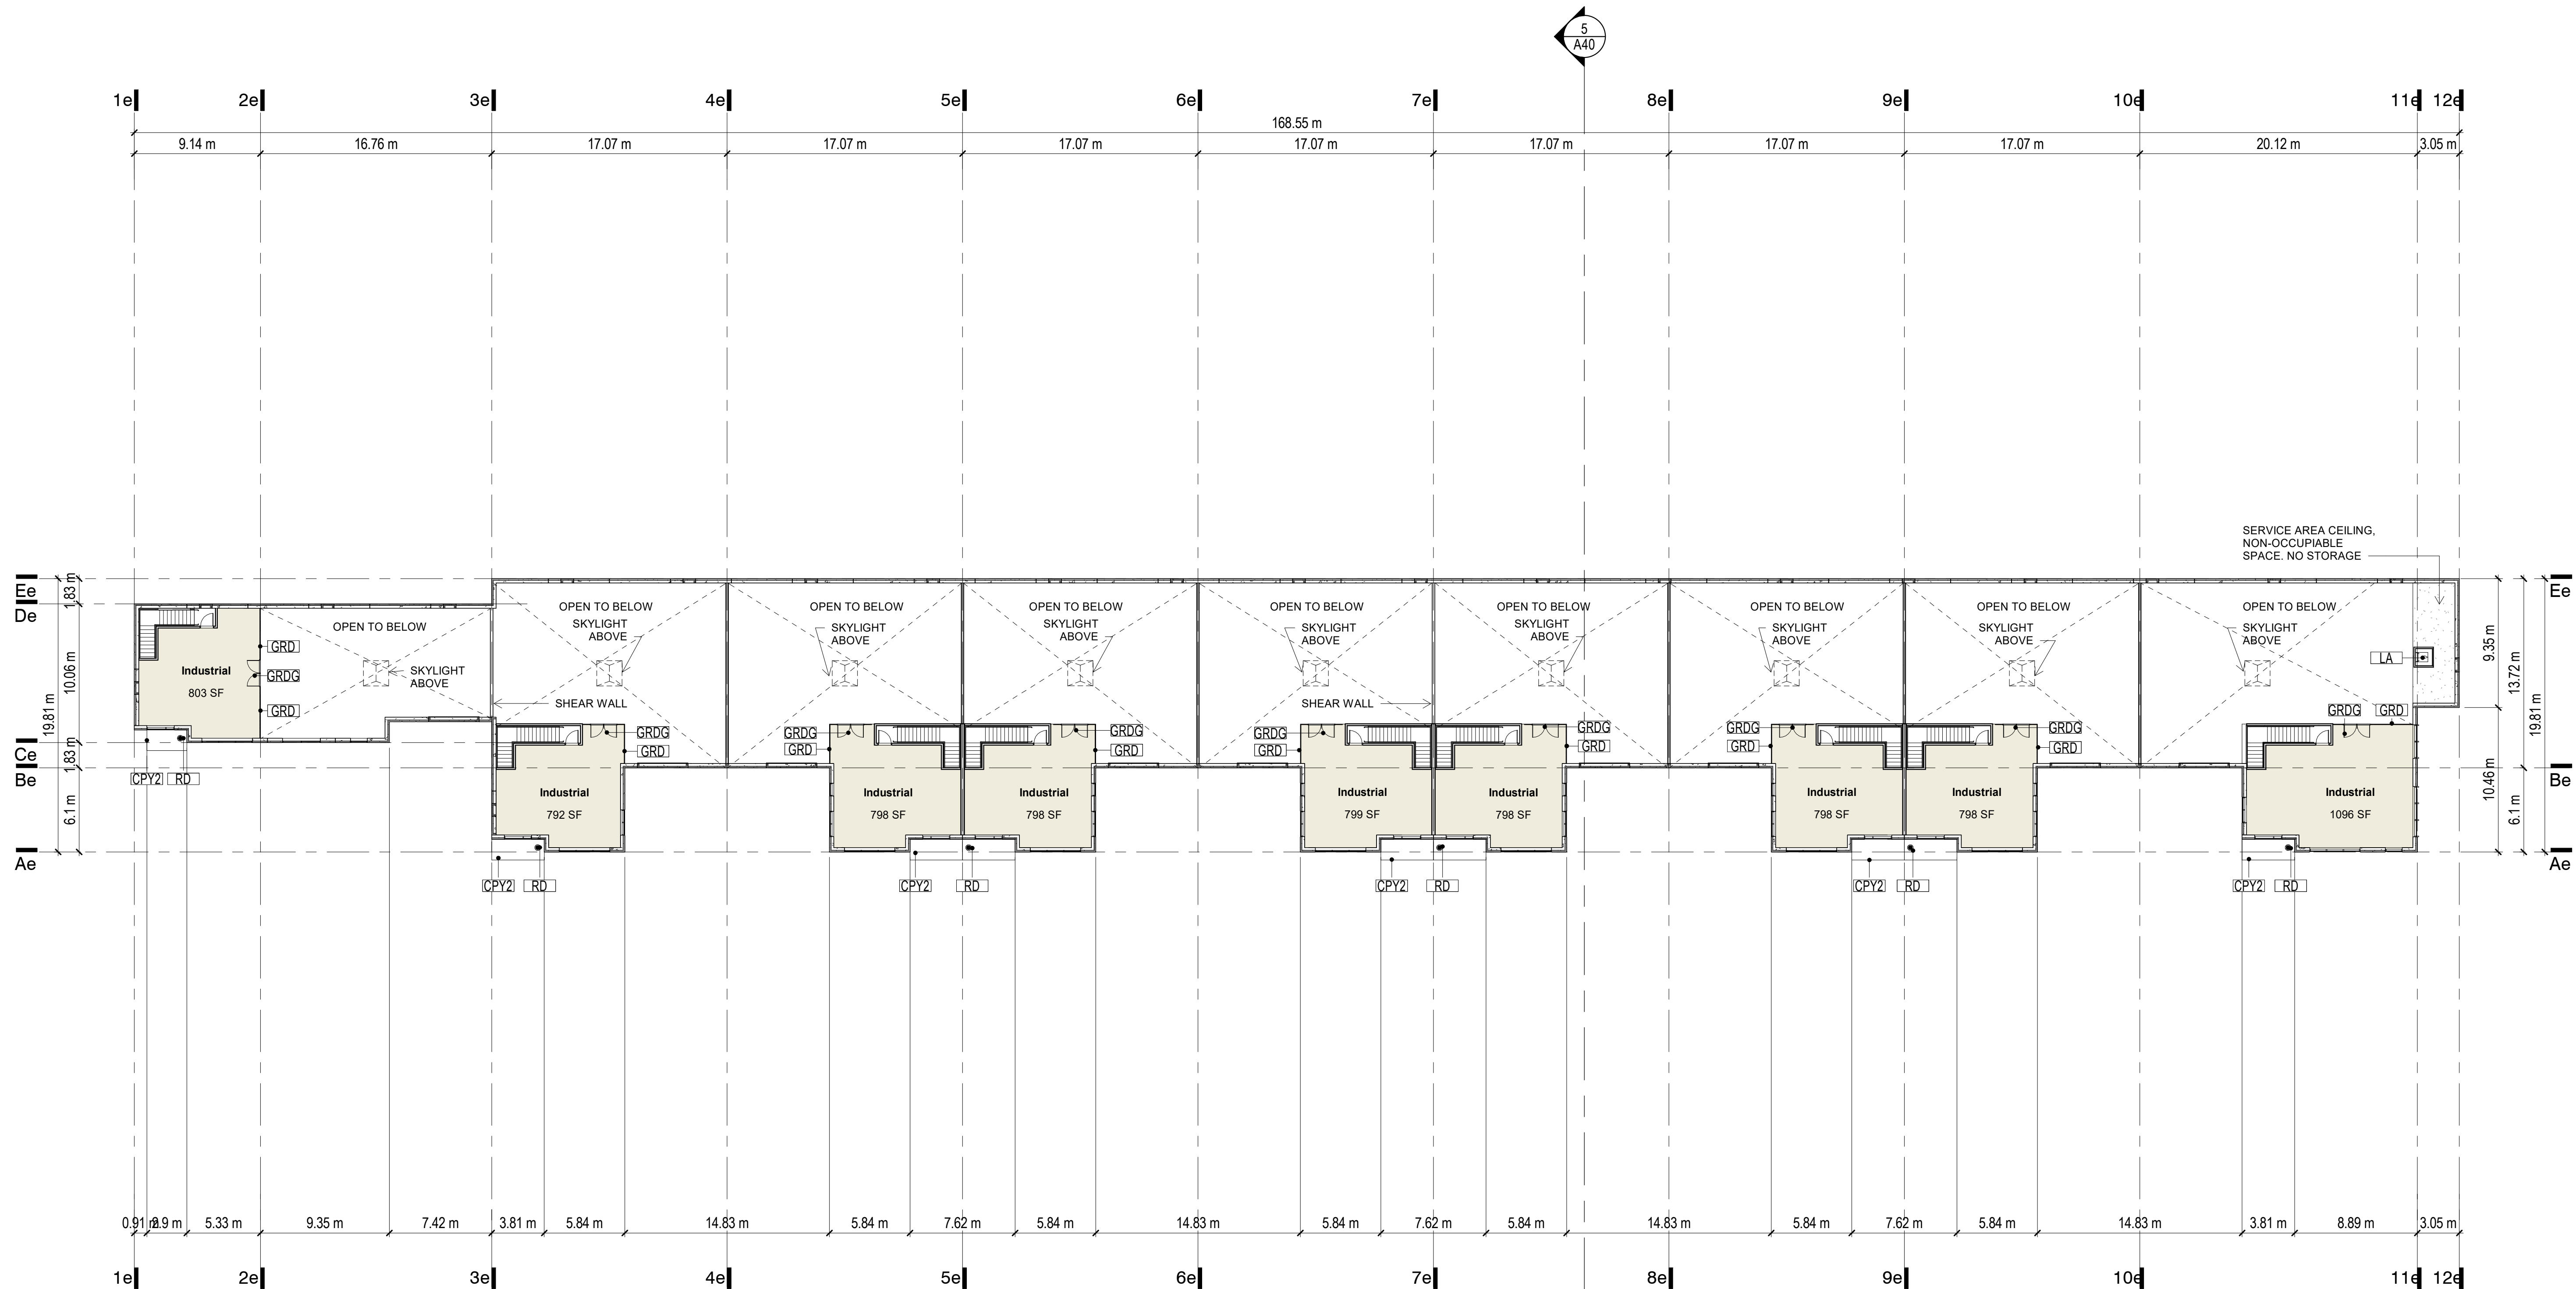 5
A40
1e 2e 3e 4e 5e 6e 7e 8e 9e 10e 11e 12e
168.55 m
9.14 m 16.76 m 17.07 m 17.07 m 17.07 m 17.07 m 17.07 m 17.07 m 17.07 m 20.12 m 3.05 m
SERVICE AREA CEILING,
NON-OCCUPIABLE
SPACE. NO STORAGE
Ee
De
Ce
Be
Ae
1.83 m
10.06 m
19.81 m
1.83 m
6.1 m
Industrial
803 SF
GRD
GRDG
GRD
OPEN TO BELOW
SKYLIGHT
ABOVE
CPY2 RD
OPEN TO BELOW
SKYLIGHT
ABOVE
SHEAR WALL
GRDG
GRD
Industrial
792 SF
CPY2 RD
OPEN TO BELOW
SKYLIGHT
ABOVE
GRDG
GRD
Industrial
798 SF
CPY2 RD
OPEN TO BELOW
SKYLIGHT
ABOVE
GRDG
GRD
Industrial
798 SF
OPEN TO BELOW
SKYLIGHT
ABOVE
SHEAR WALL
GRDG
GRD
Industrial
799 SF
CPY2 RD
OPEN TO BELOW
SKYLIGHT
ABOVE
GRDG
GRD
Industrial
798 SF
OPEN TO BELOW
SKYLIGHT
ABOVE
GRDG
GRD
Industrial
798 SF
CPY2 RD
OPEN TO BELOW
SKYLIGHT
ABOVE
GRDG
GRD
Industrial
798 SF
OPEN TO BELOW
SKYLIGHT
ABOVE
LA
GRDG GRD
Industrial
1096 SF
CPY2 RD
9.35 m
13.72 m
19.81 m
10.46 m
6.1 m
Ee
Be
Ae
0.91 m 2.9 m 5.33 m 9.35 m 7.42 m 3.81 m 5.84 m 14.83 m 5.84 m 7.62 m 5.84 m 14.83 m 5.84 m 7.62 m 5.84 m 14.83 m 5.84 m 7.62 m 5.84 m 14.83 m 3.81 m 8.89 m 3.05 m
1e 2e 3e 4e 5e 6e 7e 8e 9e 10e 11e 12e